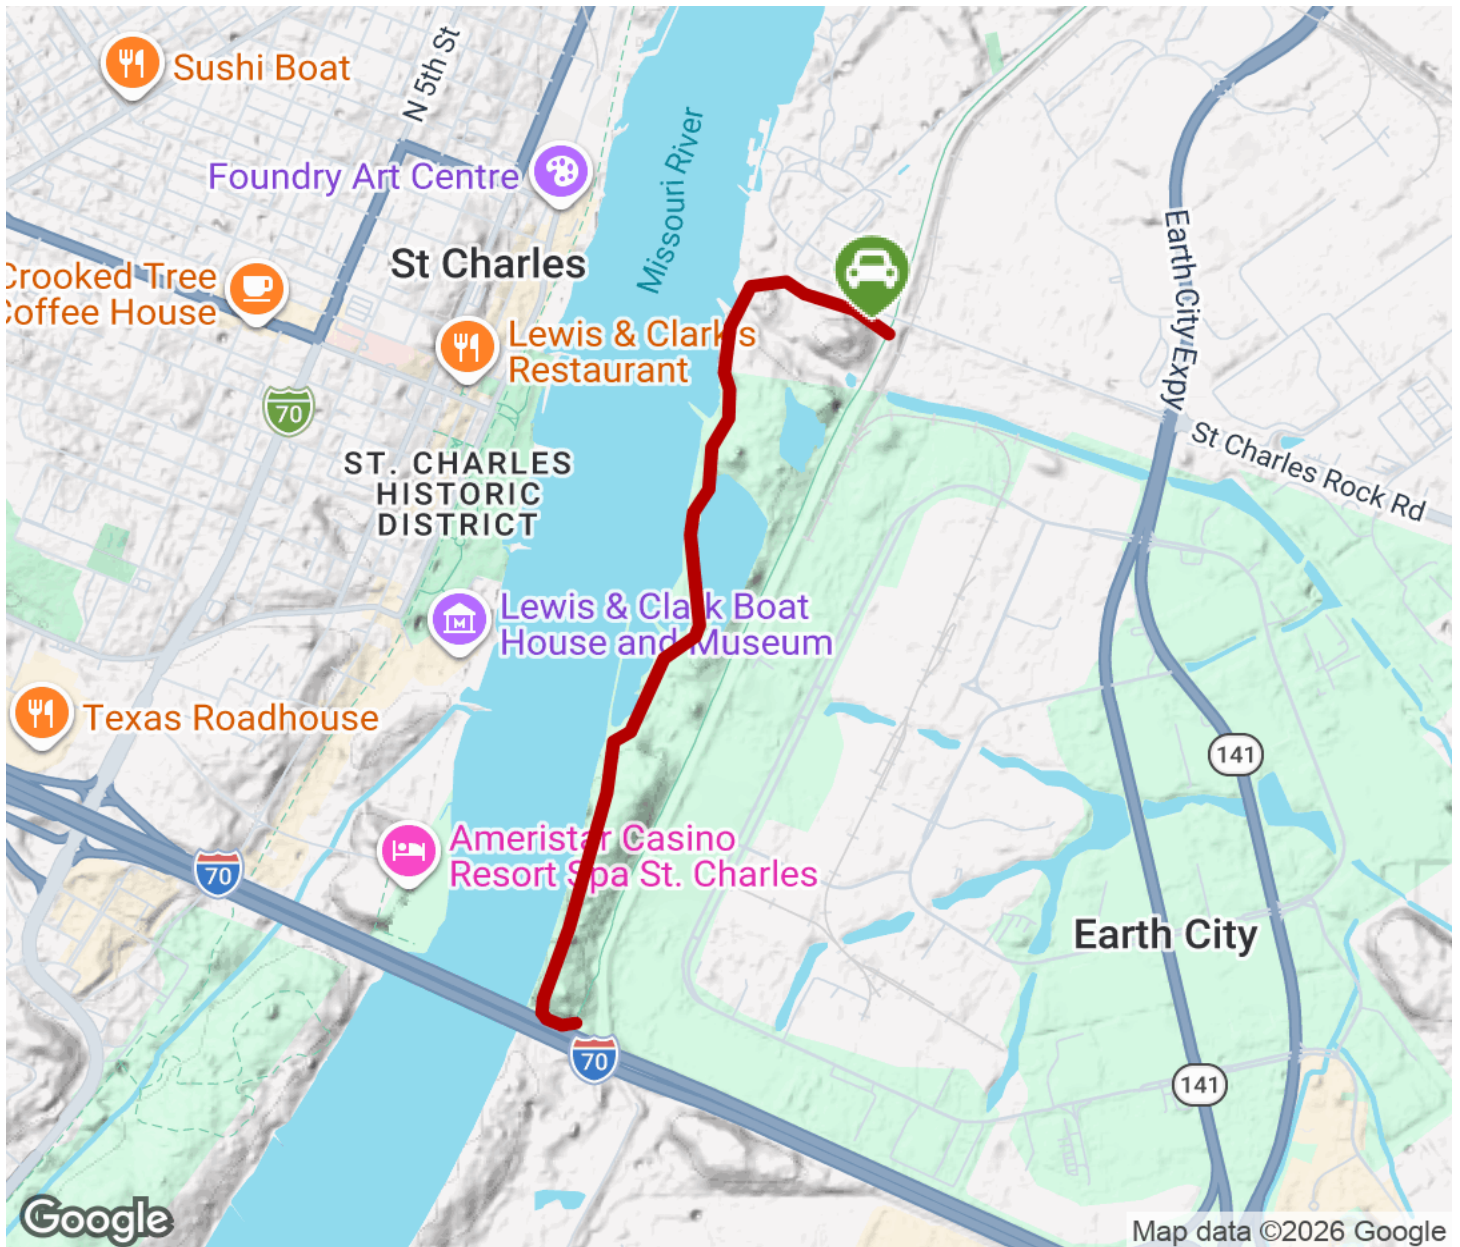 Sushi Boat
N 5th St
Foundry Art Centre
Missouri River
St Charles
Earth City Expy
Crooked Tree
Coffee House
Lewis & Clark's
Restaurant
70
St Charles Rock Rd
ST. CHARLES
HISTORIC
DISTRICT
Lewis & Clark Boat
House and Museum
Texas Roadhouse
141
Ameristar Casino
Resort Spa St. Charles
70
Earth City
70
141
Google
Map data ©2026 Google